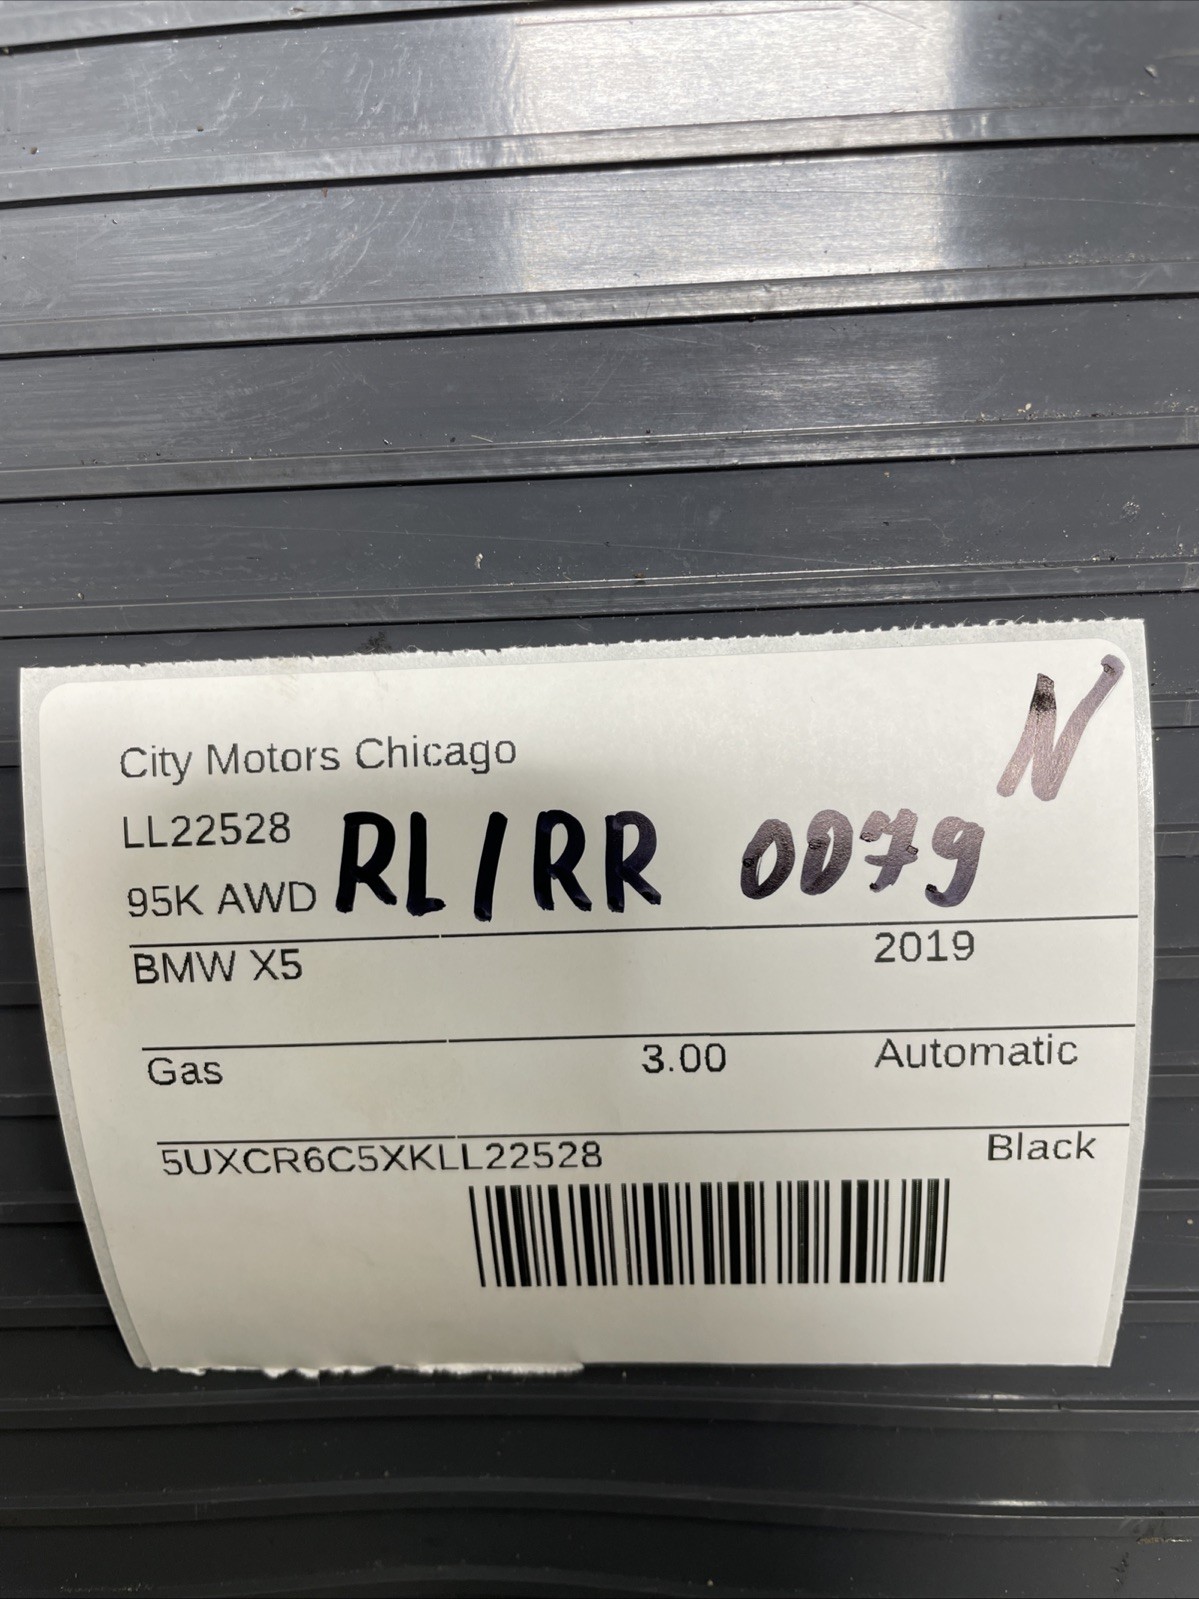 N
City Motors Chicago
LL22528 RL/RR 0079
95K AWD
BMW X5 2019
Gas 3.00 Automatic
5UXCR6C5XKLL22528 Black